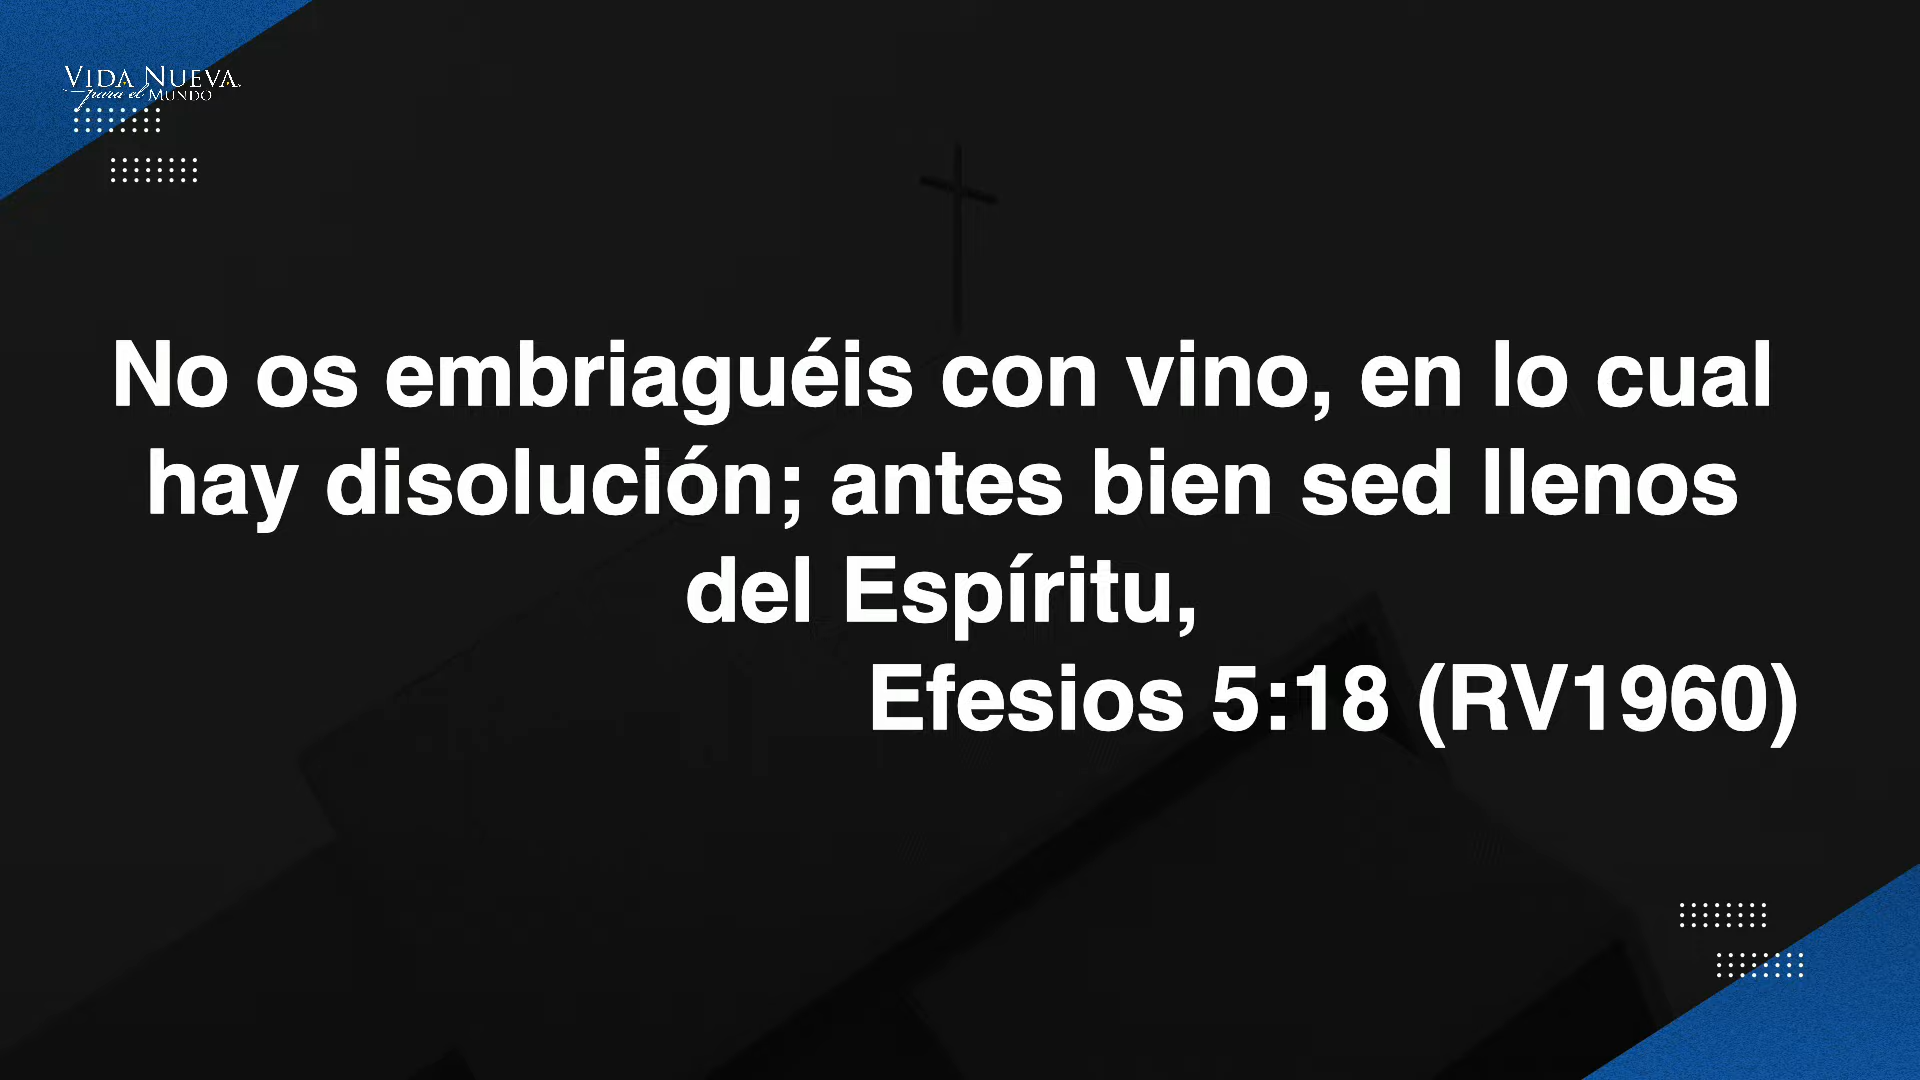 VIDA NUEVA
para el MUNDO
No os embriaguéis con vino, en lo cual
hay disolución; antes bien sed llenos
del Espíritu,
Efesios 5:18 (RV1960)